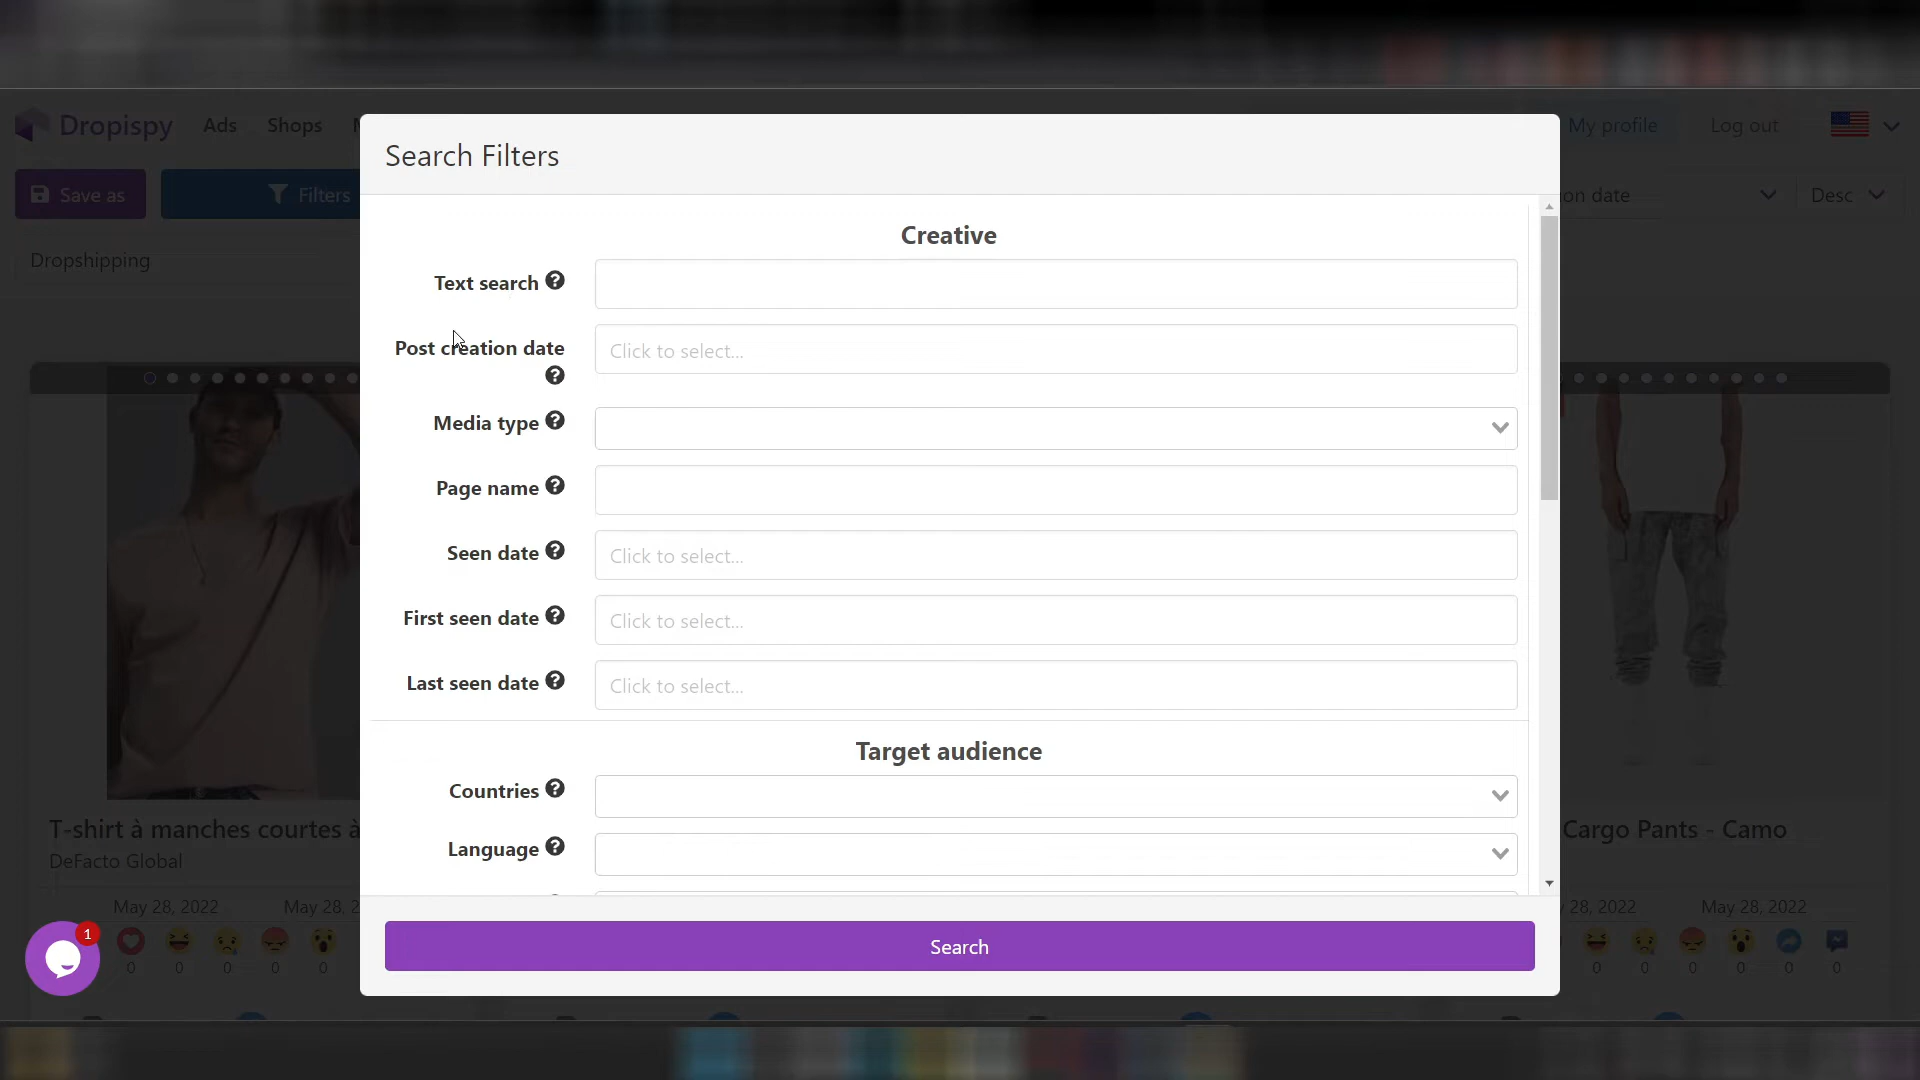 Dropispy Ads Shops
My profile Log out
Save as Filters
on date Desc
Dropshipping
Search Filters
Creative
Text search
Post creation date
Click to select...
Media type
Page name
Seen date
Click to select...
First seen date
Click to select...
Last seen date
Click to select...
Target audience
Countries
Language
Search
T-shirt à manches courtes à
DeFacto Global
May 28, 2022 May 28, 2
0 0 0 0 0
Cargo Pants - Camo
28, 2022 May 28, 2022
0 0 0 0 0 0
1